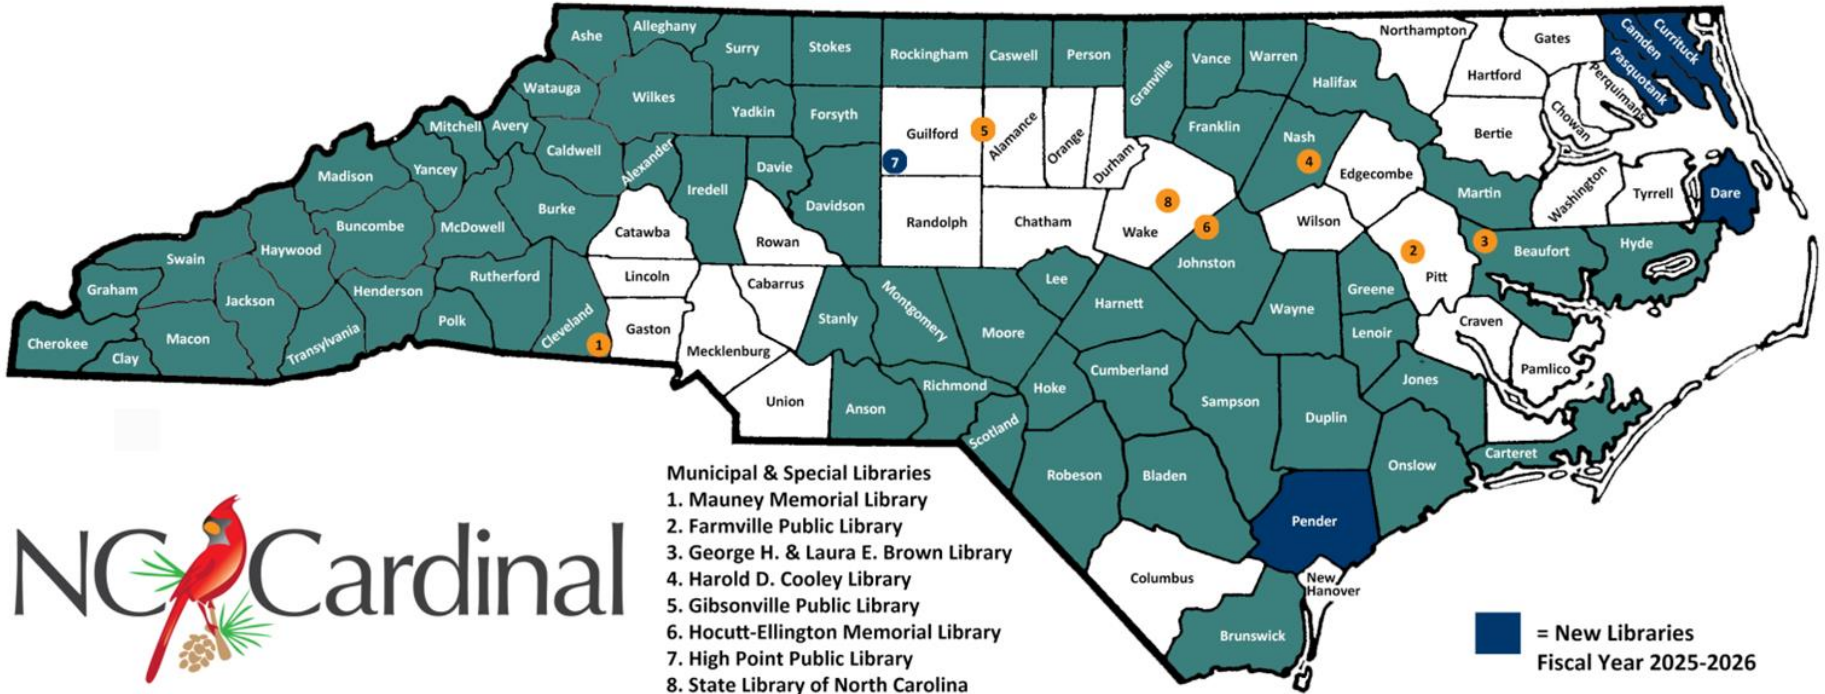 Ashe
Alleghany
Surry
Stokes
Rockingham
Caswell
Person
Granville
Vance
Warren
Halifax
Northampton
Gates
Hartford
Camden
Currituck
Pasquotank
Perquimans
Chowan
Bertie
Watauga
Wilkes
Yadkin
Forsyth
Guilford
5
Alamance
Orange
Durham
Franklin
Nash
4
Edgecombe
Martin
Washington
Tyrrell
Dare
Mitchell
Avery
Caldwell
Alexander
Iredell
Davie
7
Madison
Yancey
Burke
Davidson
Randolph
Chatham
Wake
8
6
Wilson
Buncombe
McDowell
Catawba
Rowan
Johnston
2
Pitt
3
Beaufort
Hyde
Swain
Haywood
Graham
Jackson
Henderson
Rutherford
Lincoln
Cabarrus
Lee
Harnett
Wayne
Greene
Cherokee
Clay
Macon
Transylvania
Polk
Cleveland
1
Gaston
Mecklenburg
Stanly
Montgomery
Moore
Lenoir
Craven
Pamlico
Union
Anson
Richmond
Hoke
Cumberland
Sampson
Duplin
Jones
Scotland
Robeson
Bladen
Onslow
Carteret
Pender
Columbus
New
Hanover
Brunswick
NC Cardinal
Municipal & Special Libraries
1. Mauney Memorial Library
2. Farmville Public Library
3. George H. & Laura E. Brown Library
4. Harold D. Cooley Library
5. Gibsonville Public Library
6. Hocutt-Ellington Memorial Library
7. High Point Public Library
8. State Library of North Carolina
= New Libraries
Fiscal Year 2025-2026